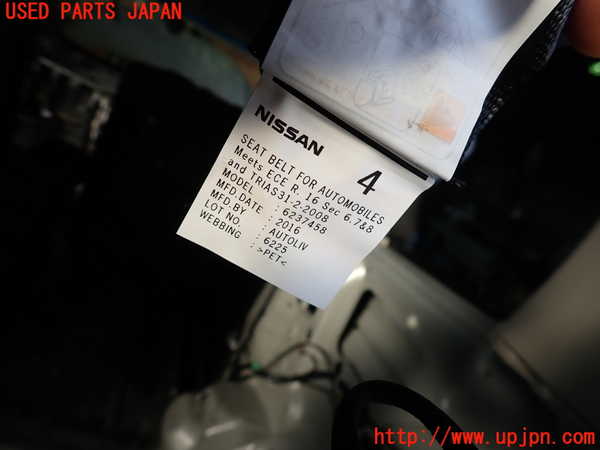 USED PARTS JAPAN
NISSAN
4
SEAT BELT FOR AUTOMOBILES
Meets ECE R. 16 Sec 6.7&8
and TRIAS31-2-2008
MODEL : 6237458
MFD.DATE : 2016
MFD.BY : AUTOLIV
LOT NO. : 6225
WEBBING : >PET<
http://www.upjpn.com/